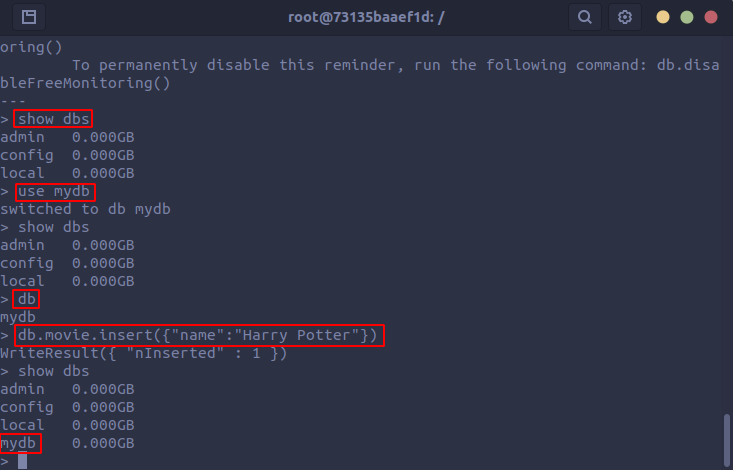 root@73135baaef1d: /
oring()
        To permanently disable this reminder, run the following command: db.disa
bleFreeMonitoring()
---
> show dbs
admin   0.000GB
config  0.000GB
local   0.000GB
> use mydb
switched to db mydb
> show dbs
admin   0.000GB
config  0.000GB
local   0.000GB
> db
mydb
> db.movie.insert({"name":"Harry Potter"})
WriteResult({ "nInserted" : 1 })
> show dbs
admin   0.000GB
config  0.000GB
local   0.000GB
mydb    0.000GB
>